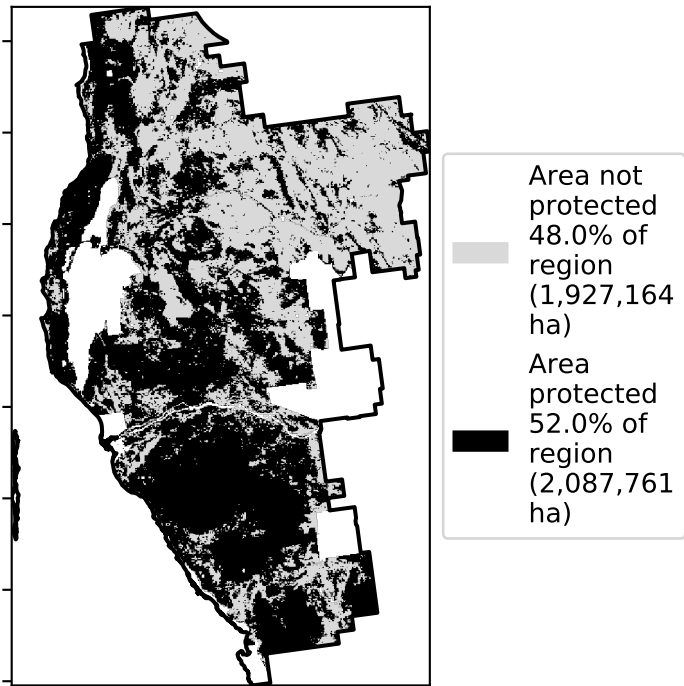 Area not
protected
48.0% of
region
(1,927,164
ha)
Area
protected
52.0% of
region
(2,087,761
ha)